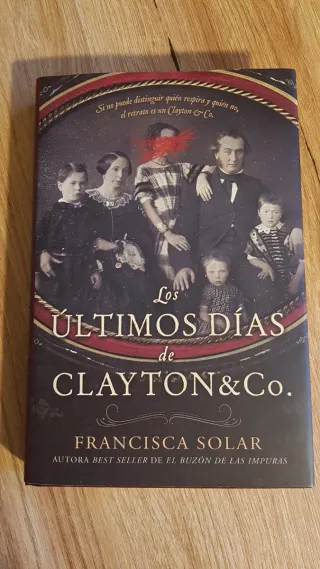 Si no puede distinguir quién respira y quién no,
el retrato es un Clayton & Co.
Los
ÚLTIMOS DÍAS
de
CLAYTON & Co.
FRANCISCA SOLAR
AUTORA BEST SELLER DE EL BUZÓN DE LAS IMPURAS